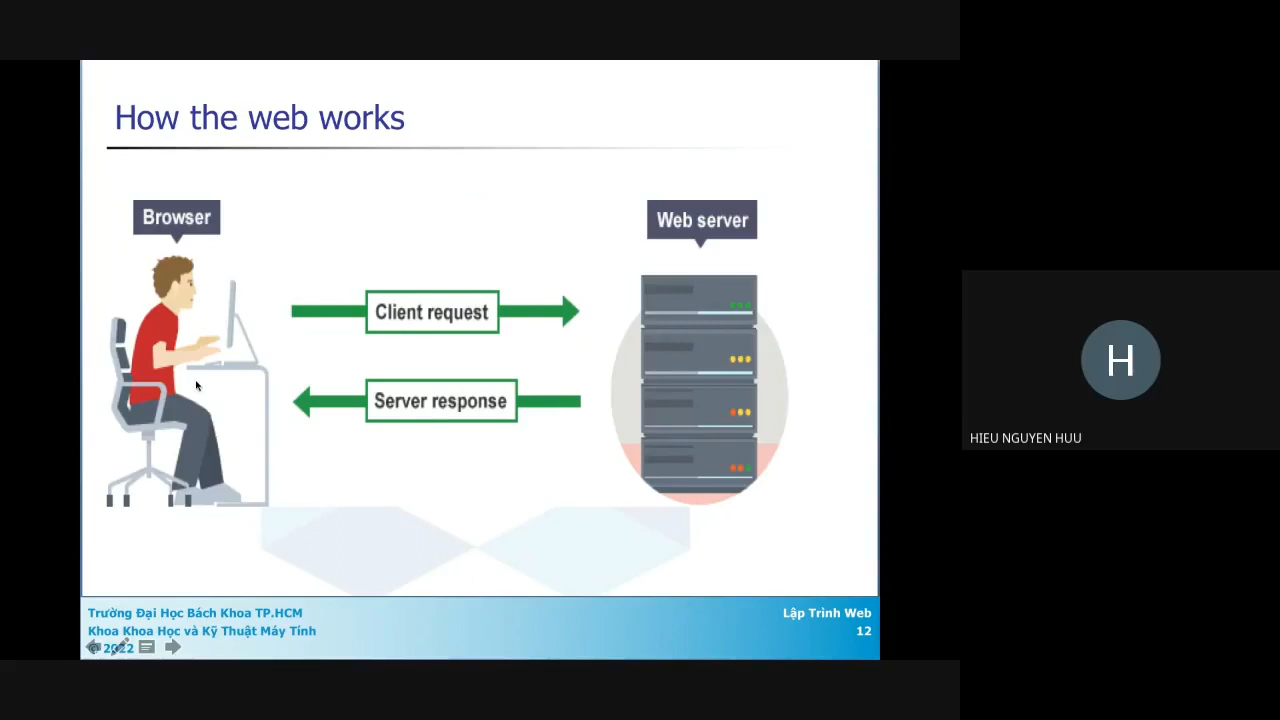 How the web works
Browser
Web server
Client request
Server response
Trường Đại Học Bách Khoa TP.HCM
Khoa Khoa Học và Kỹ Thuật Máy Tính
© 2022
Lập Trình Web
12
H
HIEU NGUYEN HUU